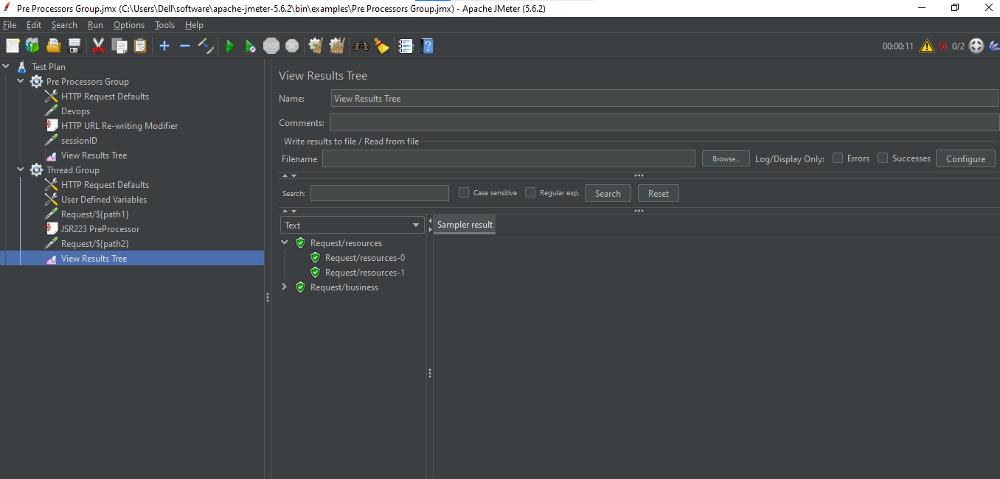 Pre Processors Group.jmx (C:\Users\Dell\software\apache-jmeter-5.6.2\bin\examples\Pre Processors Group.jmx) - Apache JMeter (5.6.2)
File Edit Search Run Options Tools Help
STOP 00:00:11 56 0/2
Test Plan
Pre Processors Group
HTTP Request Defaults
Devops
HTTP URL Re-writing Modifier
sessionID
View Results Tree
Thread Group
HTTP Request Defaults
User Defined Variables
Request/${path1}
JSR223 PreProcessor
Request/${path2}
View Results Tree
View Results Tree
Name: View Results Tree
Comments:
Write results to file / Read from file
Filename Browse... Log/Display Only: Errors Successes Configure
Search: Case sensitive Regular exp. Search Reset
Text
Sampler result
Request/resources
Request/resources-0
Request/resources-1
Request/business